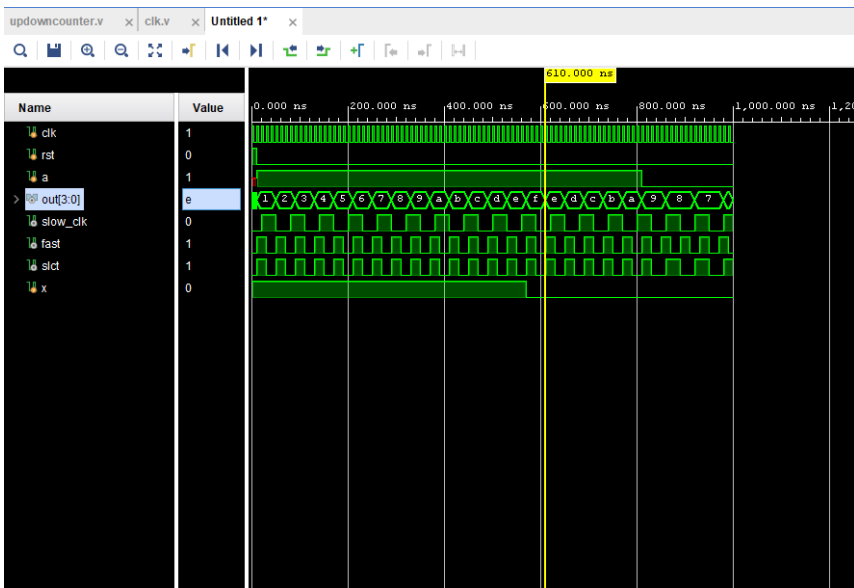 updowncounter.v × clk.v × Untitled 1* ×
610.000 ns
Name Value 0.000 ns 200.000 ns 400.000 ns 600.000 ns 800.000 ns 1,000.000 ns
clk 1
rst 0
a 1
out[3:0] e 1 2 3 4 5 6 7 8 9 a b c d e f e d c b a 9 8 7
slow_clk 0
fast 1
slct 1
x 0